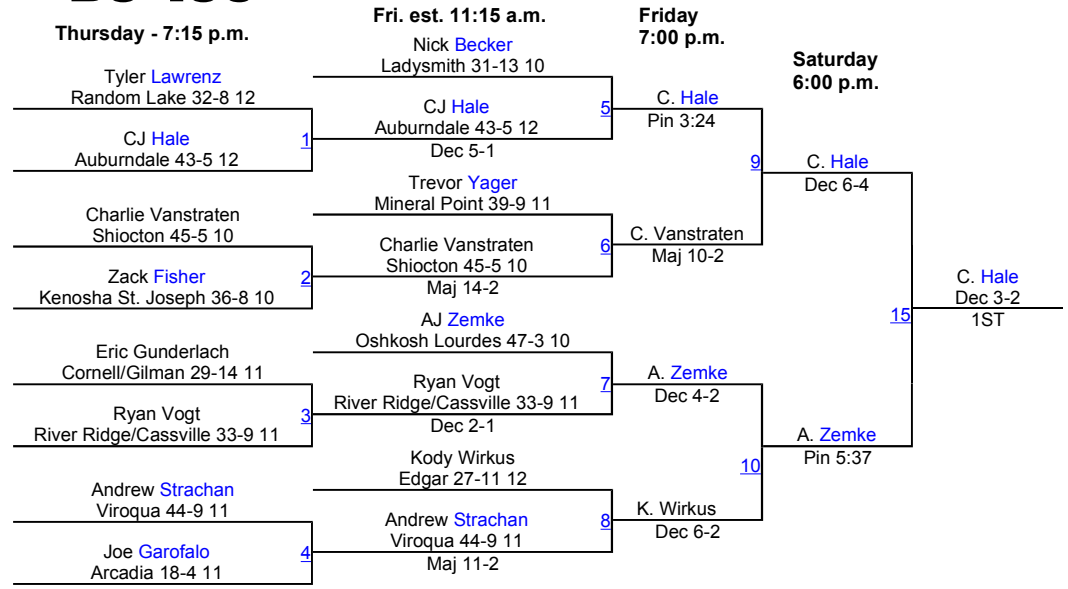 Thursday - 7:15 p.m.
Tyler Lawrenz
Random Lake 32-8 12
CJ Hale
Auburndale 43-5 12
1
Charlie Vanstraten
Shiocton 45-5 10
Zack Fisher
Kenosha St. Joseph 36-8 10
2
Eric Gunderlach
Cornell/Gilman 29-14 11
Ryan Vogt
River Ridge/Cassville 33-9 11
3
Andrew Strachan
Viroqua 44-9 11
Joe Garofalo
Arcadia 18-4 11
4
Fri. est. 11:15 a.m.
Nick Becker
Ladysmith 31-13 10
CJ Hale
Auburndale 43-5 12
Dec 5-1
5
Trevor Yager
Mineral Point 39-9 11
Charlie Vanstraten
Shiocton 45-5 10
Maj 14-2
6
AJ Zemke
Oshkosh Lourdes 47-3 10
Ryan Vogt
River Ridge/Cassville 33-9 11
Dec 2-1
7
Kody Wirkus
Edgar 27-11 12
Andrew Strachan
Viroqua 44-9 11
Maj 11-2
8
Friday
7:00 p.m.
C. Hale
Pin 3:24
C. Vanstraten
Maj 10-2
9
A. Zemke
Dec 4-2
K. Wirkus
Dec 6-2
10
Saturday
6:00 p.m.
C. Hale
Dec 6-4
A. Zemke
Pin 5:37
15
C. Hale
Dec 3-2
1ST